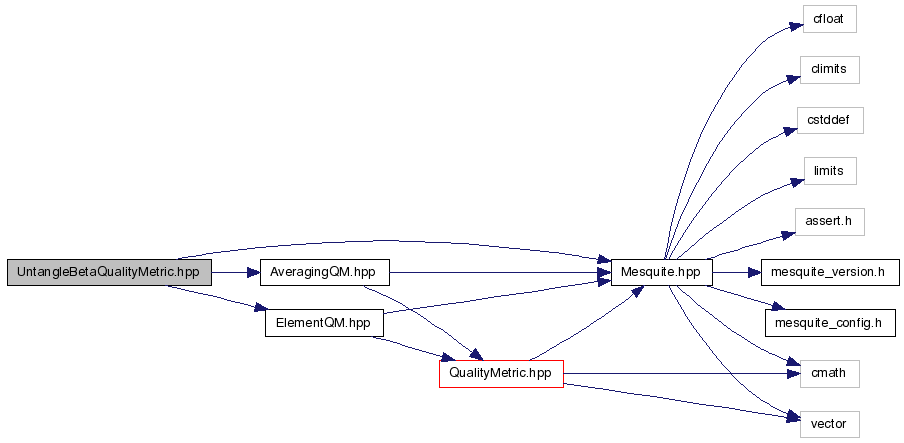 cfloat
climits
cstddef
limits
assert.h
UntangleBetaQualityMetric.hpp
AveragingQM.hpp
Mesquite.hpp
mesquite_version.h
ElementQM.hpp
mesquite_config.h
QualityMetric.hpp
cmath
vector